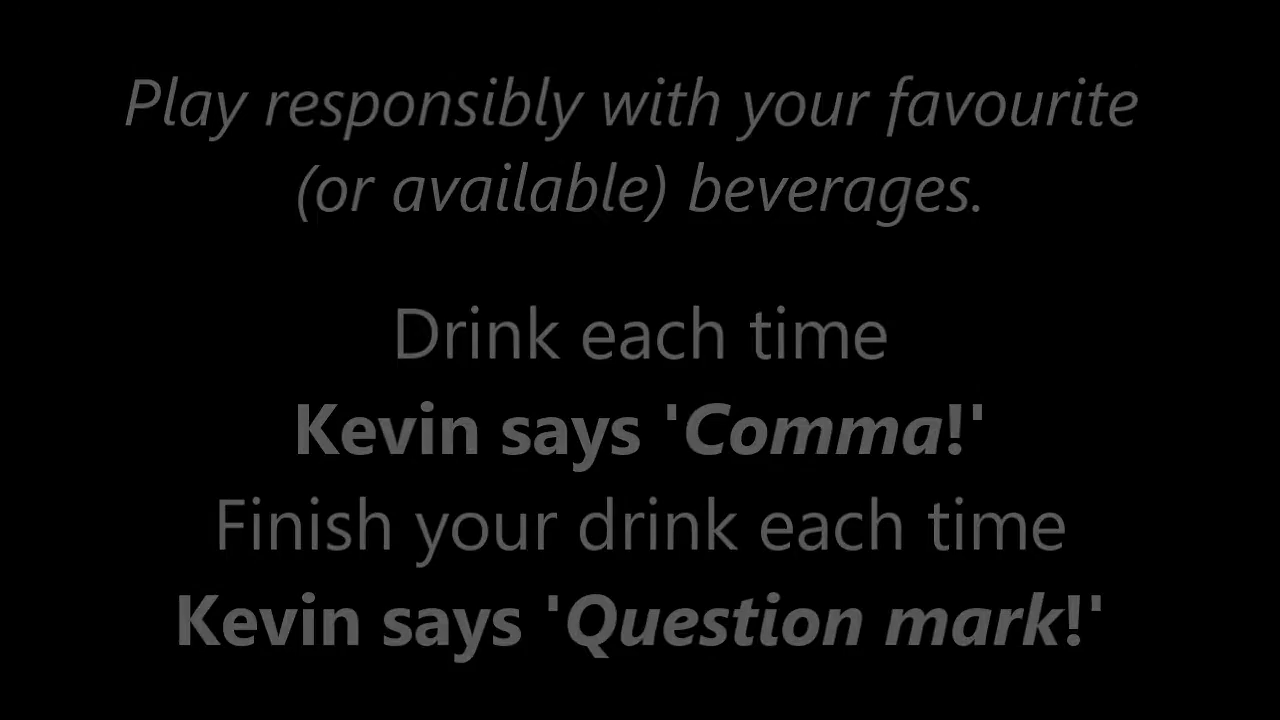 Play responsibly with your favourite
(or available) beverages.
Drink each time
Kevin says 'Comma!'
Finish your drink each time
Kevin says 'Question mark!'